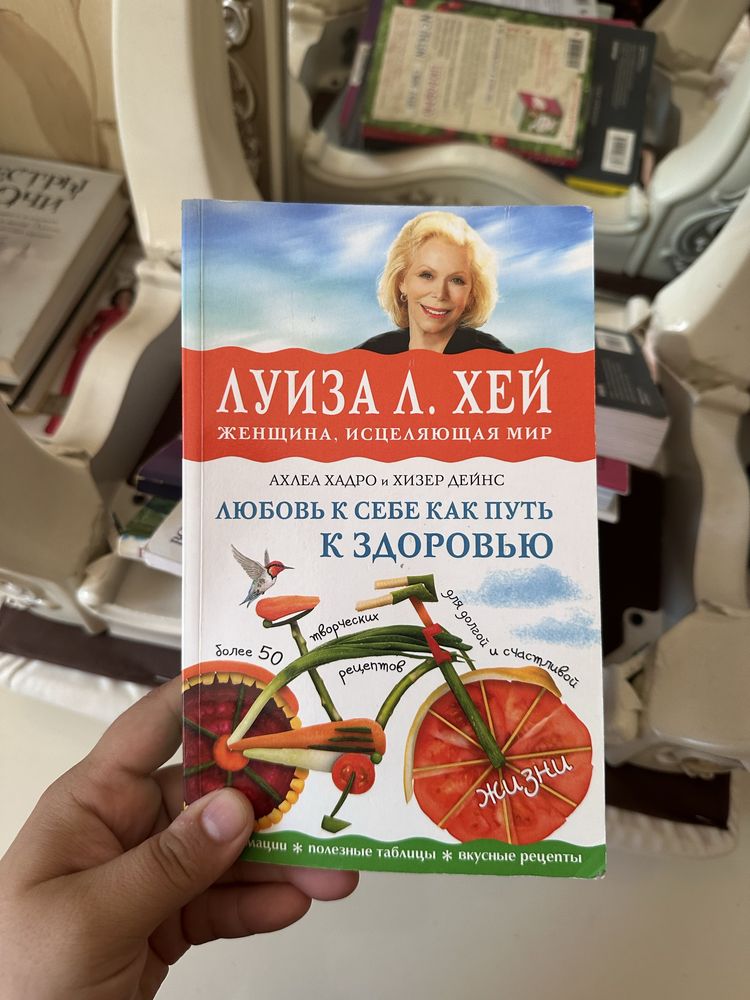 ЛУИЗА Л. ХЕЙ
ЖЕНЩИНА, ИСЦЕЛЯЮЩАЯ МИР
АХЛЕА ХАДРО и ХИЗЕР ДЕЙНС
ЛЮБОВЬ К СЕБЕ КАК ПУТЬ
К ЗДОРОВЬЮ
более 50
творческих
рецептов
для долгой и счастливой
жизни
полезные таблицы * вкусные рецепты